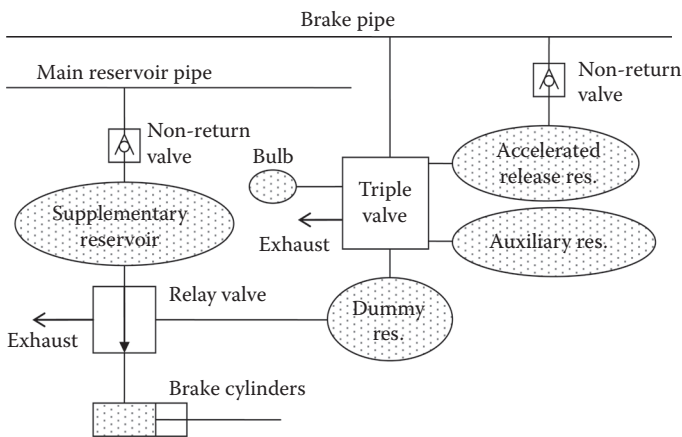 Brake pipe
Main reservoir pipe
Non-return
valve
Non-return
valve
Bulb
Accelerated
release res.
Triple
valve
Supplementary
reservoir
Exhaust
Auxiliary res.
Relay valve
Dummy
res.
Exhaust
Brake cylinders